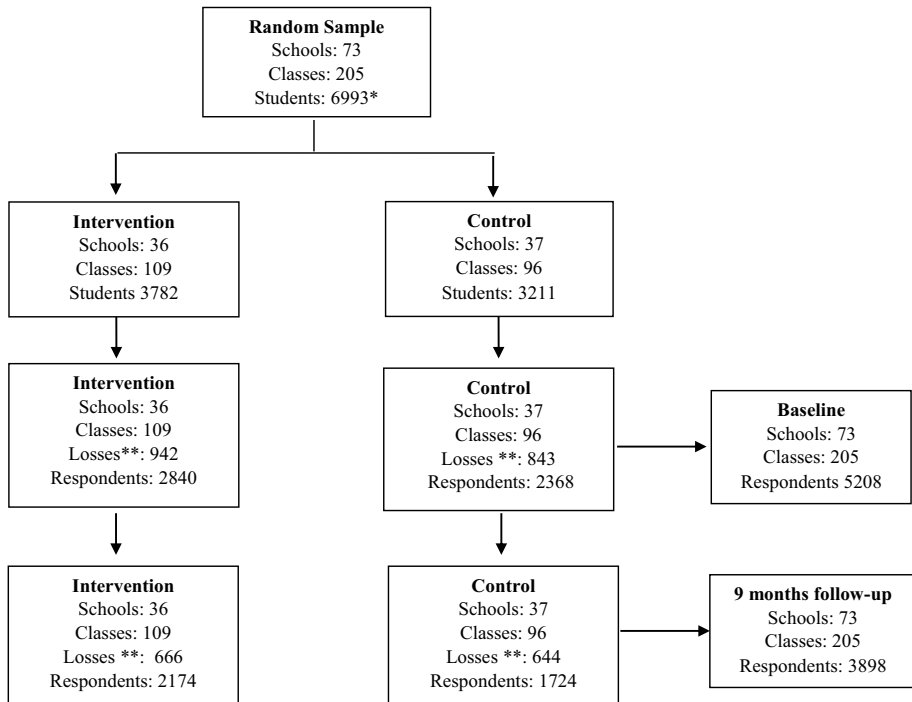 Random Sample
Schools: 73
Classes: 205
Students: 6993*
Intervention
Schools: 36
Classes: 109
Students 3782
Control
Schools: 37
Classes: 96
Students: 3211
Intervention
Schools: 36
Classes: 109
Losses**: 942
Respondents: 2840
Control
Schools: 37
Classes: 96
Losses **: 843
Respondents: 2368
Baseline
Schools: 73
Classes: 205
Respondents 5208
Intervention
Schools: 36
Classes: 109
Losses **: 666
Respondents: 2174
Control
Schools: 37
Classes: 96
Losses **: 644
Respondents: 1724
9 months follow-up
Schools: 73
Classes: 205
Respondents: 3898